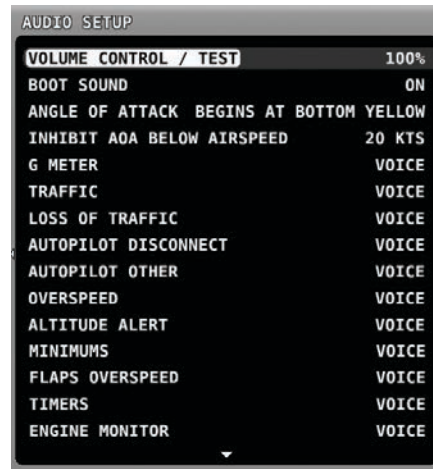 AUDIO SETUP
VOLUME CONTROL / TEST 100%
BOOT SOUND ON
ANGLE OF ATTACK BEGINS AT BOTTOM YELLOW
INHIBIT AOA BELOW AIRSPEED 20 KTS
G METER VOICE
TRAFFIC VOICE
LOSS OF TRAFFIC VOICE
AUTOPILOT DISCONNECT VOICE
AUTOPILOT OTHER VOICE
OVERSPEED VOICE
ALTITUDE ALERT VOICE
MINIMUMS VOICE
FLAPS OVERSPEED VOICE
TIMERS VOICE
ENGINE MONITOR VOICE